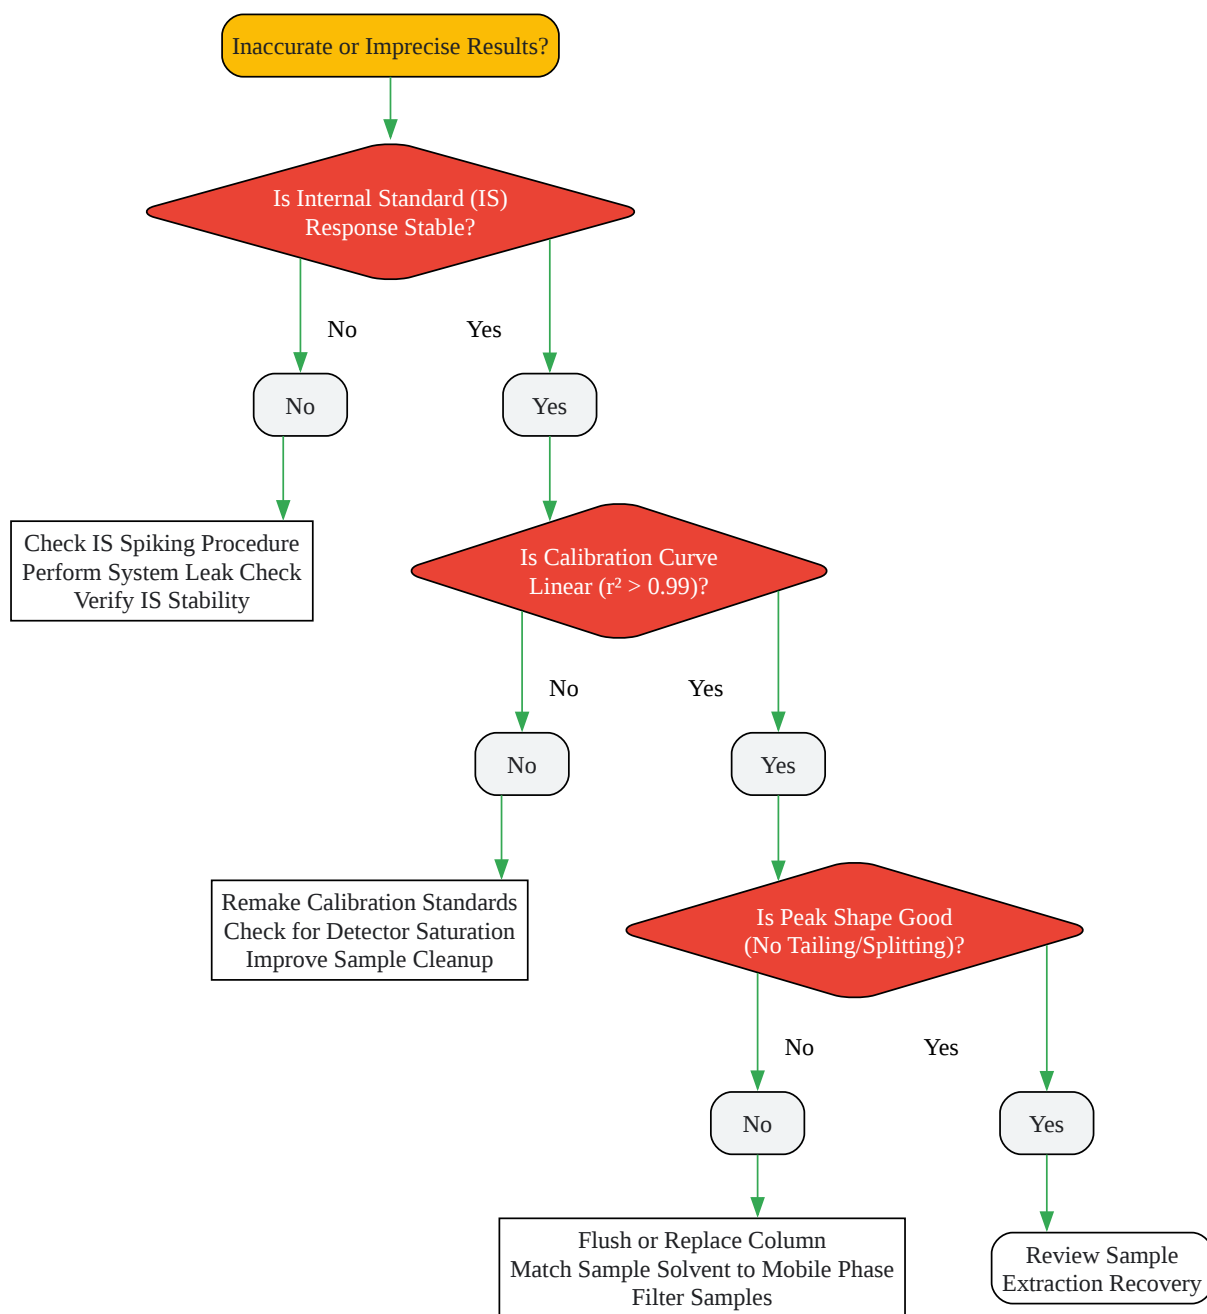 Inaccurate or Imprecise Results?
Is Internal Standard (IS)
Response Stable?
No
Yes
No
Yes
Check IS Spiking Procedure
Perform System Leak Check
Verify IS Stability
Is Calibration Curve
Linear (r² > 0.99)?
No
Yes
No
Yes
Remake Calibration Standards
Check for Detector Saturation
Improve Sample Cleanup
Is Peak Shape Good
(No Tailing/Splitting)?
No
Yes
No
Yes
Flush or Replace Column
Match Sample Solvent to Mobile Phase
Filter Samples
Review Sample
Extraction Recovery